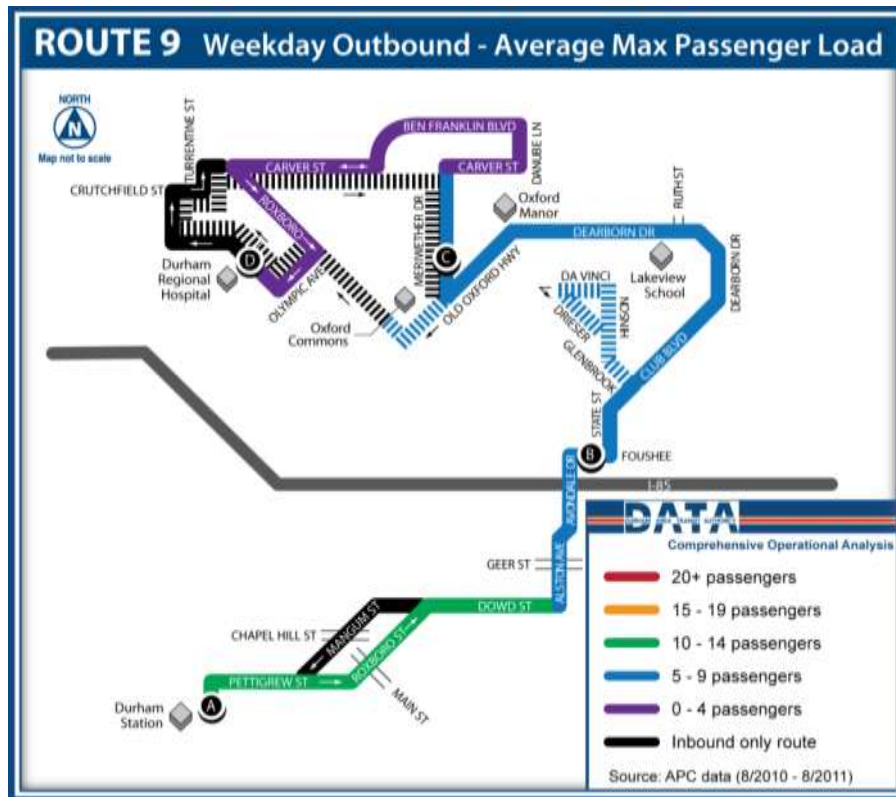 ROUTE 9 Weekday Outbound - Average Max Passenger Load
NORTH
N
Map not to scale
TURRENTINE ST
CRUTCHFIELD ST
CARVER ST
BEN FRANKLIN BLVD
CARVER ST
DANUBE LN
ROXBORO
MERIWETHER DR
Oxford
Manor
RUTH ST
DEARBORN DR
D
C
Durham
Regional
Hospital
OLYMPIC AVE
OLD OXFORD HWY
Lakeview
School
DEARBORN DR
Oxford
Commons
DA VINCI
DRIESER
HINSON
GLENBROOK
CLUB BLVD
STATE ST
B
FOUSHEE
AVONDALE DR
I-85
GEER ST
ALSTON AVE
DOWD ST
CHAPEL HILL ST
MANGUM ST
ROXBORO ST
PETTIGREW ST
MAIN ST
Durham
Station
A
DATA
DURHAM AREA TRANSIT AUTHORITY
Comprehensive Operational Analysis
20+ passengers
15 - 19 passengers
10 - 14 passengers
5 - 9 passengers
0 - 4 passengers
Inbound only route
Source: APC data (8/2010 - 8/2011)